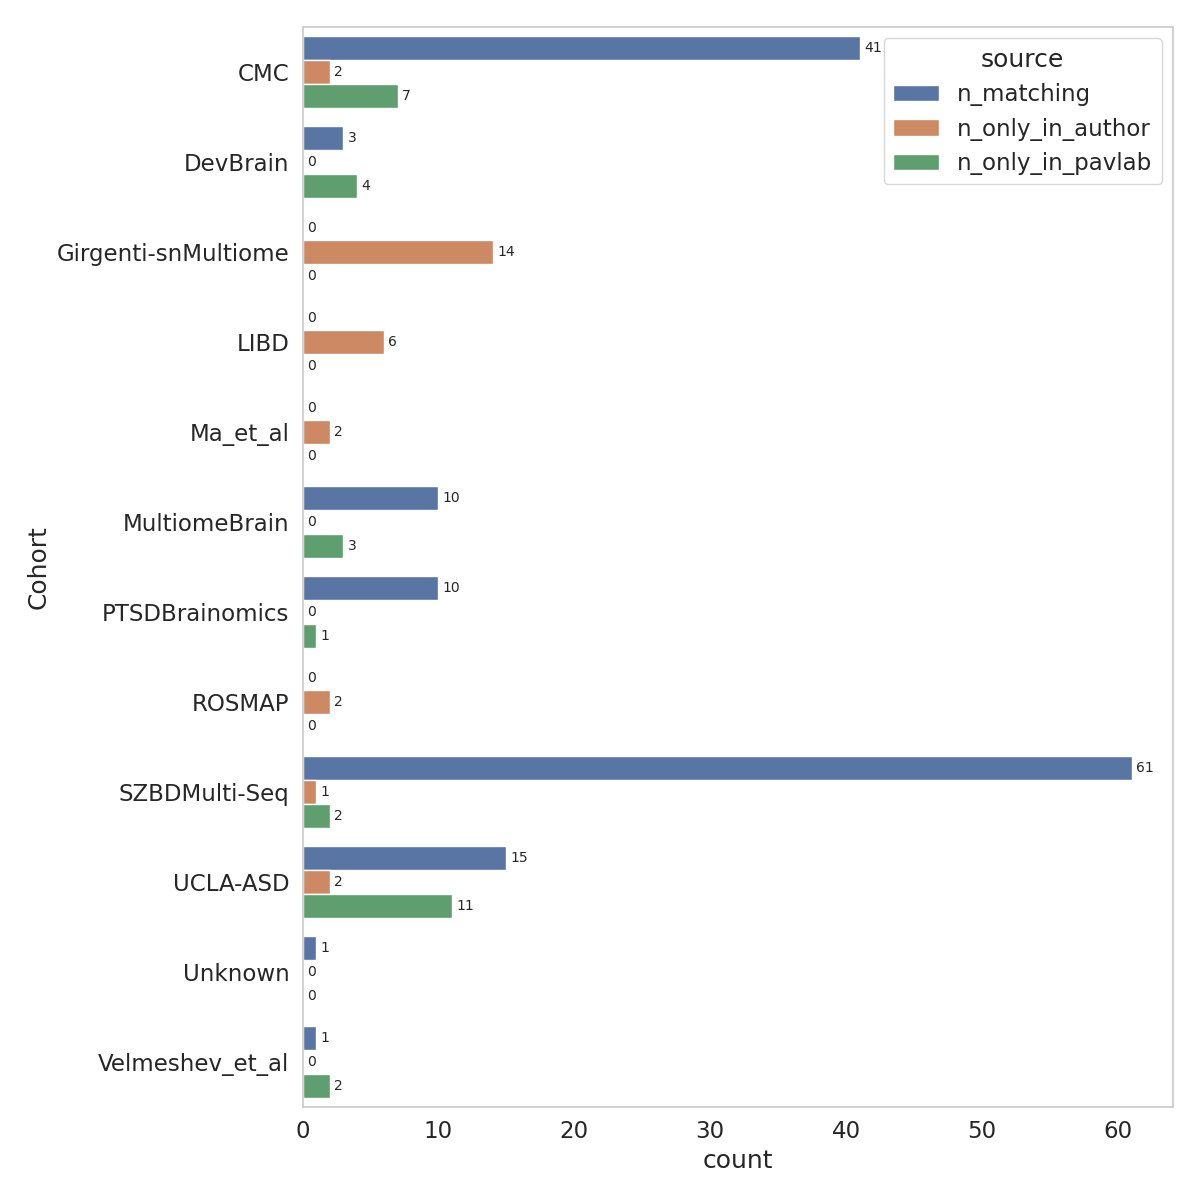 source
n_matching
n_only_in_author
n_only_in_pavlab
Cohort
CMC
41
2
7
DevBrain
3
0
4
Girgenti-snMultiome
0
14
0
LIBD
0
6
0
Ma_et_al
0
2
0
MultiomeBrain
10
0
3
PTSDBrainomics
10
0
1
ROSMAP
0
2
0
SZBDMulti-Seq
61
1
2
UCLA-ASD
15
2
11
Unknown
1
0
0
Velmeshev_et_al
1
0
2
0 10 20 30 40 50 60
count